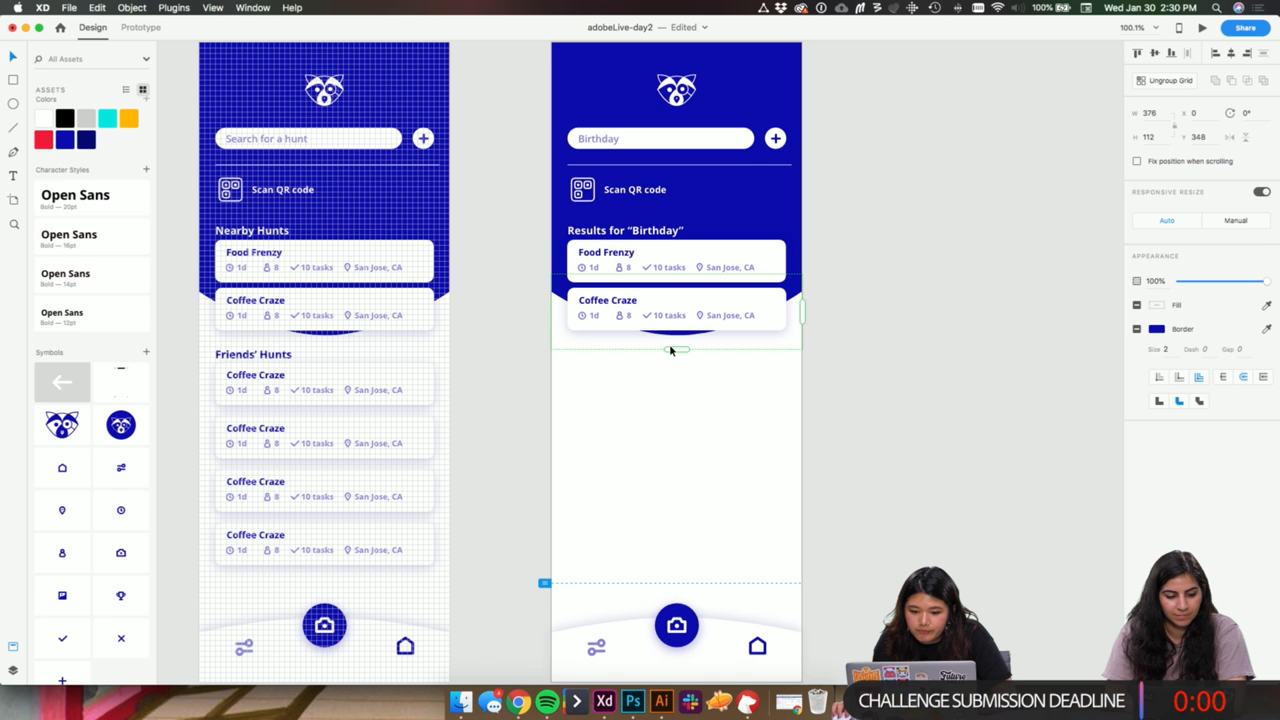 XD File Edit Object Plugins View Window Help
100% Wed Jan 30 2:30 PM
Design Prototype adobeLive-day2 — Edited 100.1% Share
All Assets
ASSETS
Colors
Character Styles
Open Sans
Bold — 20pt
Open Sans
Bold — 16pt
Open Sans
Bold — 14pt
Open Sans
Bold — 12pt
Symbols
Search for a hunt
Scan QR code
Nearby Hunts
Food Frenzy
1d 8 10 tasks San Jose, CA
Coffee Craze
1d 8 10 tasks San Jose, CA
Friends' Hunts
Coffee Craze
1d 8 10 tasks San Jose, CA
Coffee Craze
1d 8 10 tasks San Jose, CA
Coffee Craze
1d 8 10 tasks San Jose, CA
Coffee Craze
1d 8 10 tasks San Jose, CA
Birthday
Scan QR code
Results for “Birthday”
Food Frenzy
1d 8 10 tasks San Jose, CA
Coffee Craze
1d 8 10 tasks San Jose, CA
Ungroup Grid
W 376 X 0 0°
H 112 Y 348
Fix position when scrolling
RESPONSIVE RESIZE
Auto Manual
APPEARANCE
100%
Fill
Border
Size 2 Dash 0 Gap 0
Xd Ps Ai
Future
CHALLENGE SUBMISSION DEADLINE 0:00